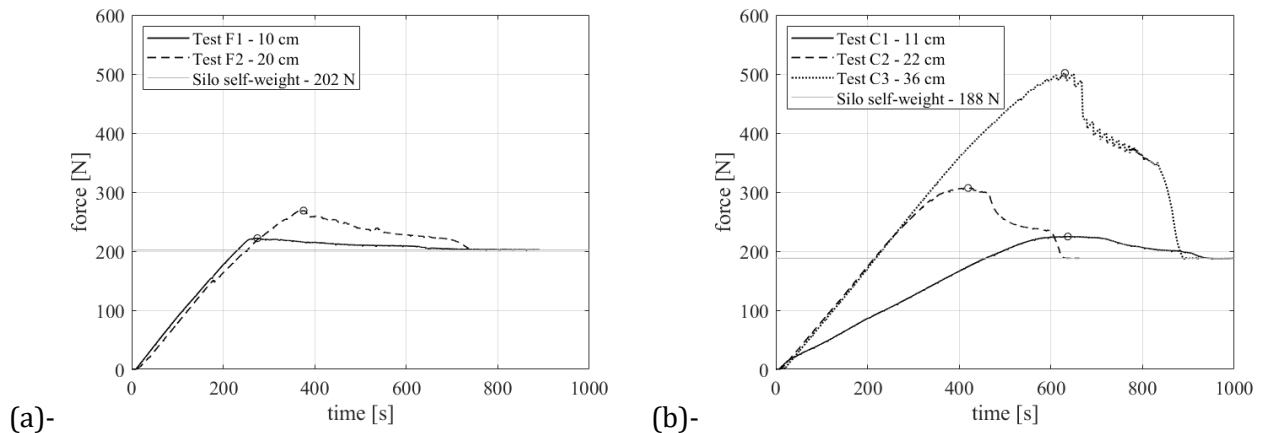 600
500
400
300
200
100
0
force [N]
Test F1 - 10 cm
Test F2 - 20 cm
Silo self-weight - 202 N
0 200 400 600 800 1000
time [s]
(a)-
600
500
400
300
200
100
0
force [N]
Test C1 - 11 cm
Test C2 - 22 cm
Test C3 - 36 cm
Silo self-weight - 188 N
0 200 400 600 800 1000
time [s]
(b)-